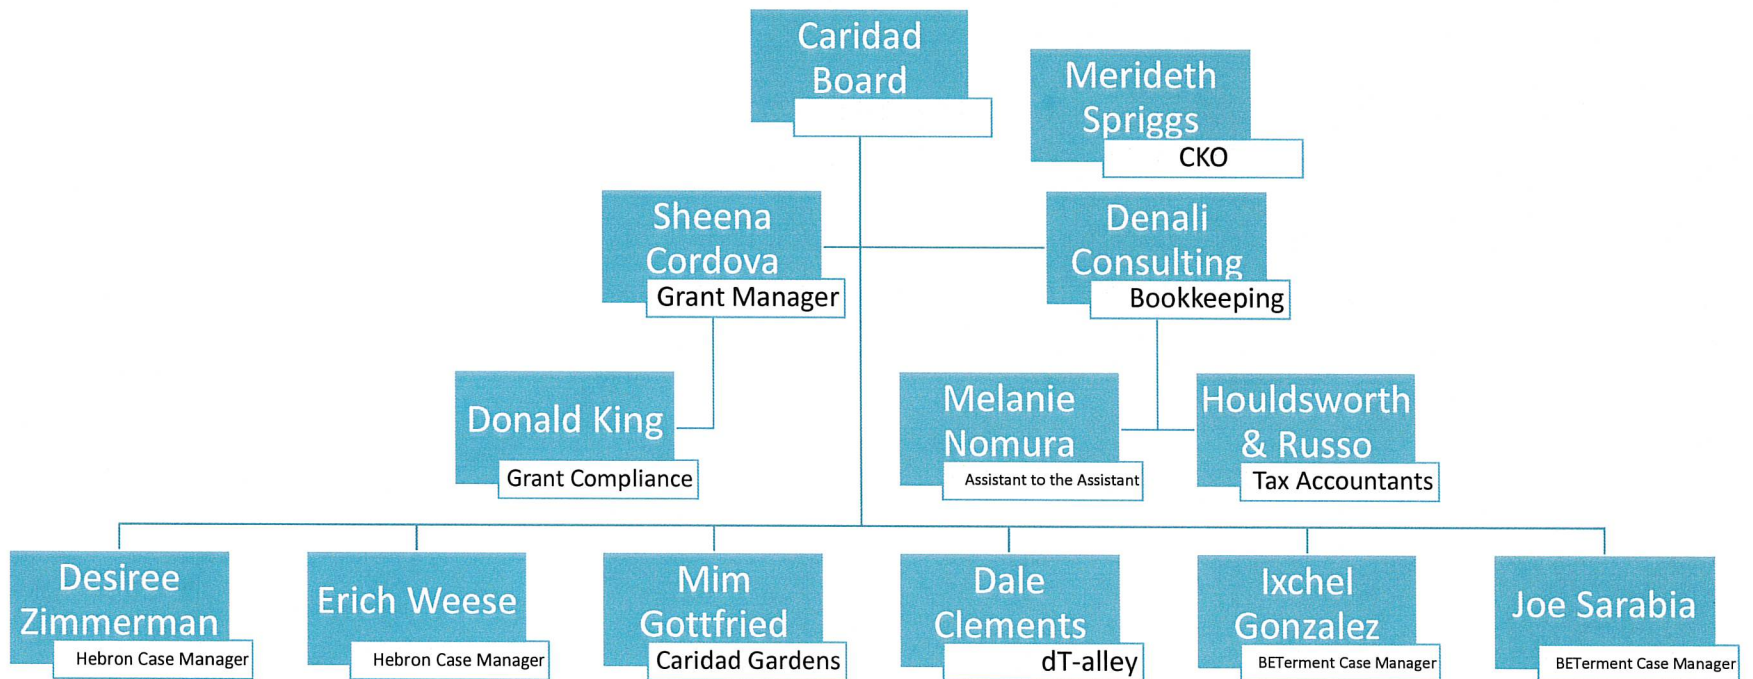 Caridad
Board
Merideth
Spriggs
CKO
Sheena
Cordova
Grant Manager
Denali
Consulting
Bookkeeping
Donald King
Grant Compliance
Melanie
Nomura
Assistant to the Assistant
Houldsworth
& Russo
Tax Accountants
Desiree
Zimmerman
Hebron Case Manager
Erich Weese
Hebron Case Manager
Mim
Gottfried
Caridad Gardens
Dale
Clements
dT-alley
Ixchel
Gonzalez
BETerment Case Manager
Joe Sarabia
BETerment Case Manager